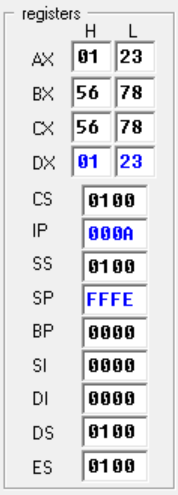 registers
H L
AX 01 23
BX 56 78
CX 56 78
DX 01 23
CS 0100
IP 000A
SS 0100
SP FFFE
BP 0000
SI 0000
DI 0000
DS 0100
ES 0100